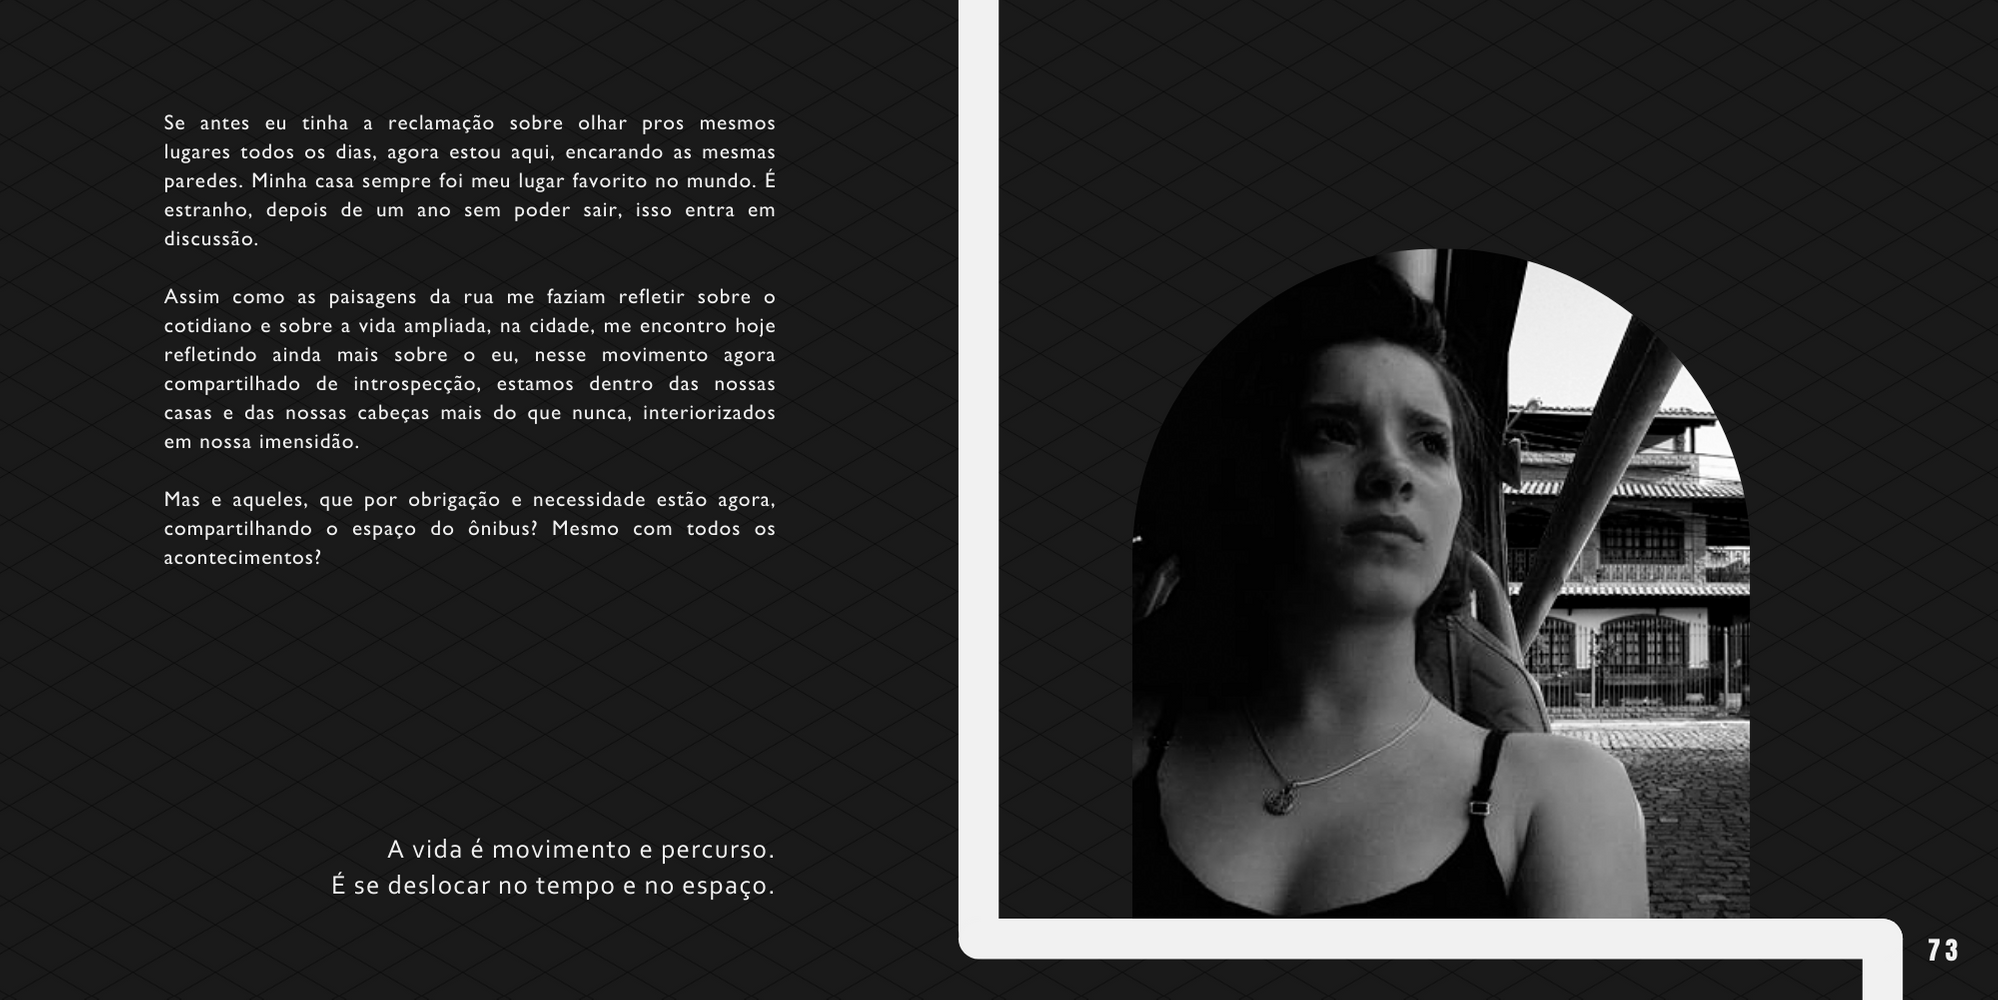 Se antes eu tinha a reclamação sobre olhar pros mesmos
lugares todos os dias, agora estou aqui, encarando as mesmas
paredes. Minha casa sempre foi meu lugar favorito no mundo. É
estranho, depois de um ano sem poder sair, isso entra em
discussão.
Assim como as paisagens da rua me faziam refletir sobre o
cotidiano e sobre a vida ampliada, na cidade, me encontro hoje
refletindo ainda mais sobre o eu, nesse movimento agora
compartilhado de introspecção, estamos dentro das nossas
casas e das nossas cabeças mais do que nunca, interiorizados
em nossa imensidão.
Mas e aqueles, que por obrigação e necessidade estão agora,
compartilhando o espaço do ônibus? Mesmo com todos os
acontecimentos?
A vida é movimento e percurso.
É se deslocar no tempo e no espaço.
73